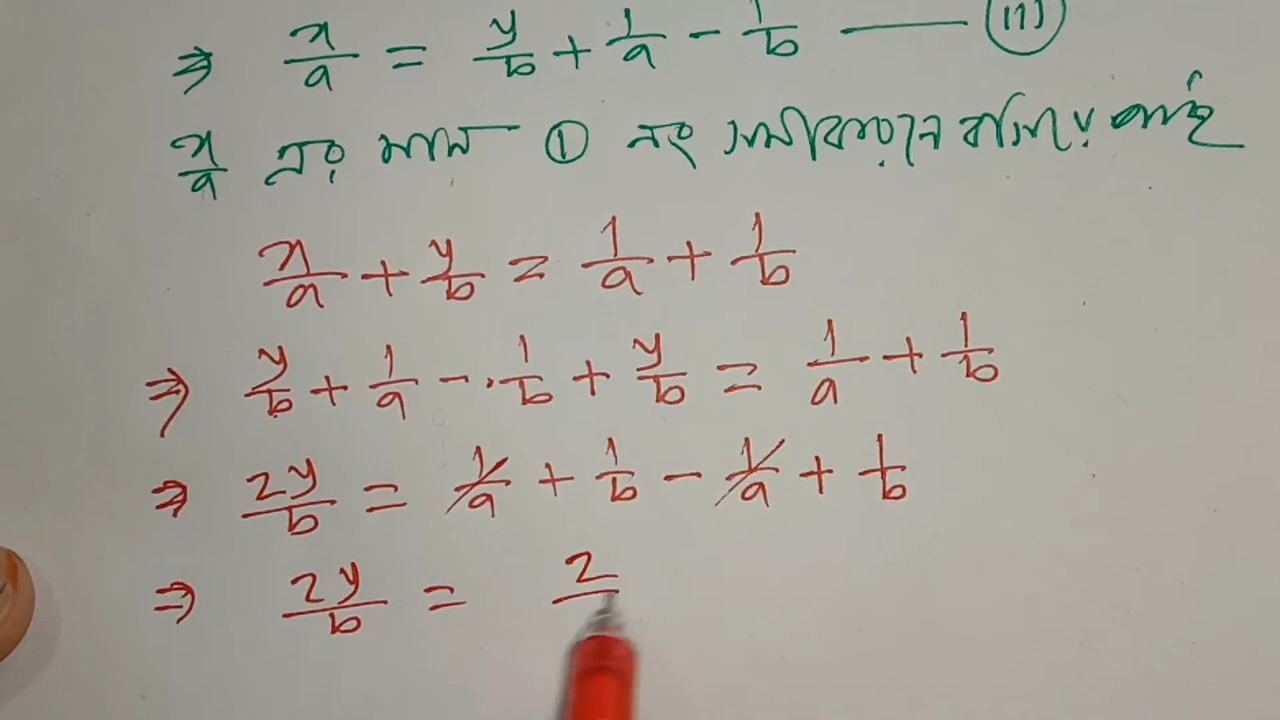 ⇒ x/a = y/b + 1/a - 1/b —— (iii)
x/a এর মান ① নং সমীকরনে বসিয়ে পাই
x/a + y/b = 1/a + 1/b
⇒ y/b + 1/a - 1/b + y/b = 1/a + 1/b
⇒ 2y/b = 1/a + 1/b - 1/a + 1/b
⇒ 2y/b = 2/